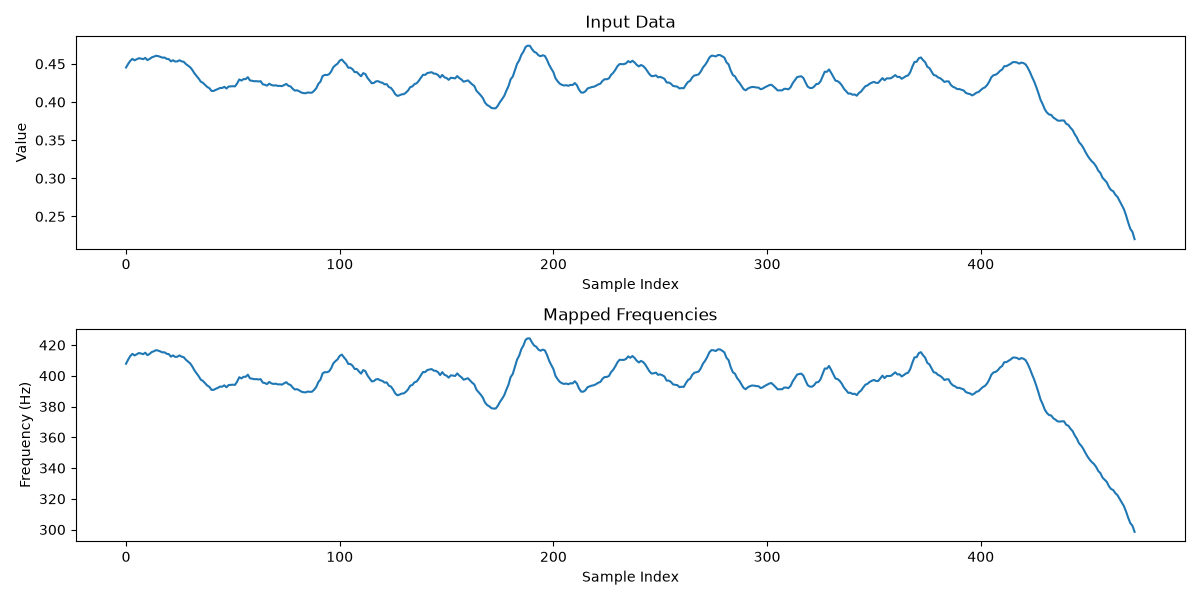 Input Data
Value
0.45
0.40
0.35
0.30
0.25
0 100 200 300 400
Sample Index
Mapped Frequencies
Frequency (Hz)
420
400
380
360
340
320
300
0 100 200 300 400
Sample Index